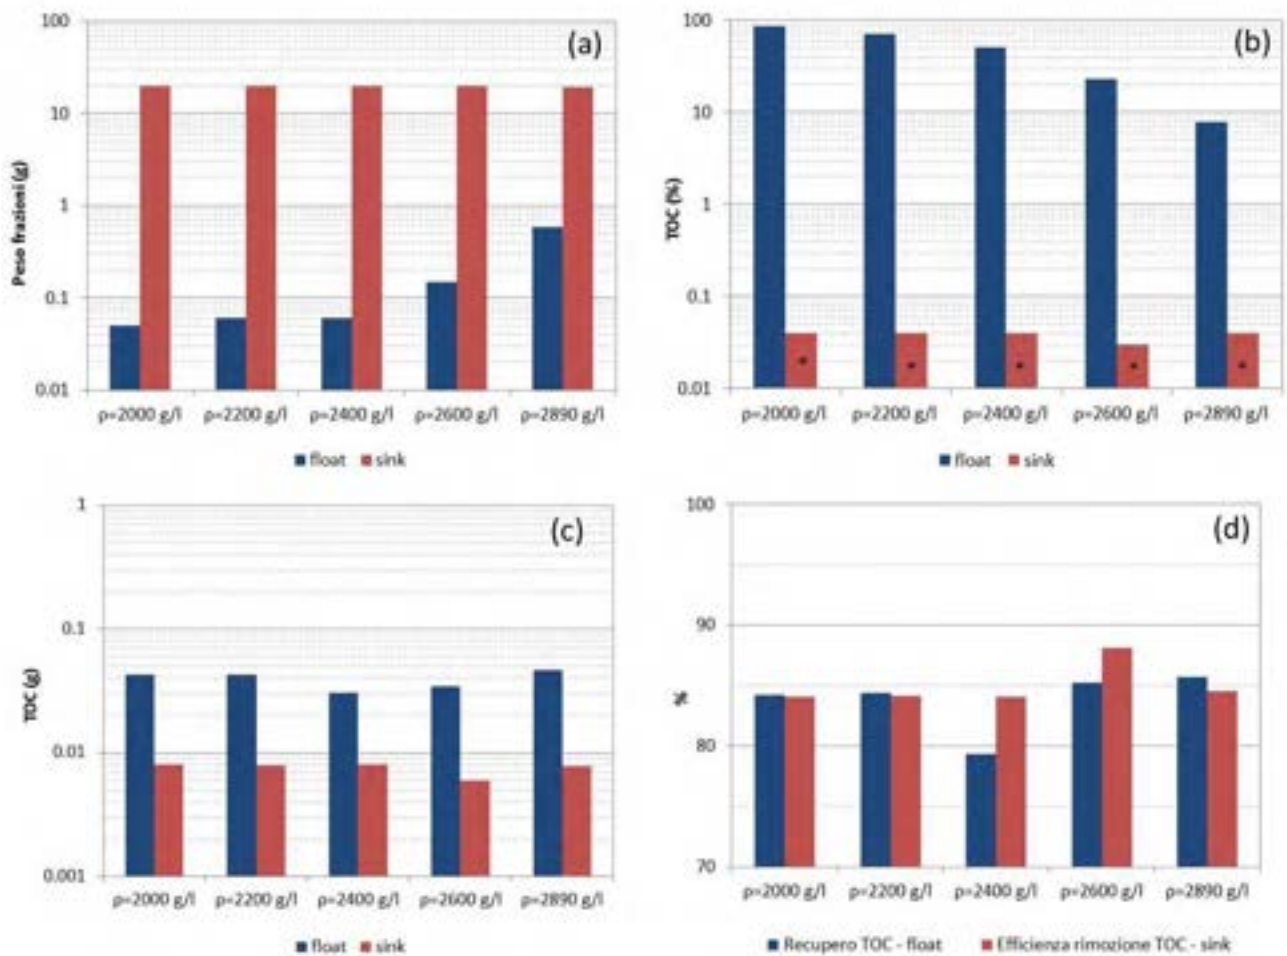 (a)
Peso frazioni (g)
100
10
1
0.1
0.01
ρ=2000 g/l ρ=2200 g/l ρ=2400 g/l ρ=2600 g/l ρ=2890 g/l
float sink
(b)
TOC (%)
100
10
1
0.1
0.01
* * * * *
ρ=2000 g/l ρ=2200 g/l ρ=2400 g/l ρ=2600 g/l ρ=2890 g/l
float sink
(c)
TOC (g)
1
0.1
0.01
0.001
ρ=2000 g/l ρ=2200 g/l ρ=2400 g/l ρ=2600 g/l ρ=2890 g/l
float sink
(d)
%
100
90
80
70
ρ=2000 g/l ρ=2200 g/l ρ=2400 g/l ρ=2600 g/l ρ=2890 g/l
Recupero TOC - float Efficienza rimozione TOC - sink